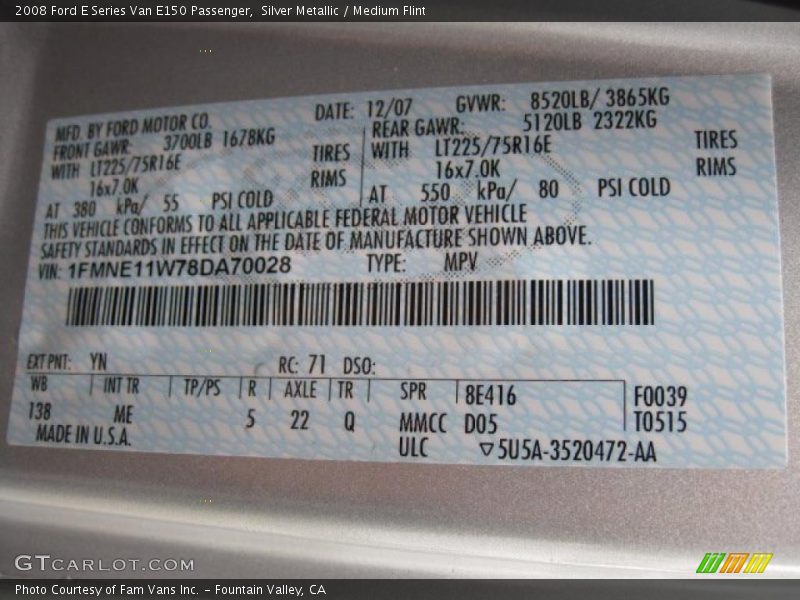 2008 Ford E Series Van E150 Passenger,  Silver Metallic / Medium Flint
MFD. BY FORD MOTOR CO. DATE: 12/07 GVWR: 8520LB/ 3865KG
FRONT GAWR: 3700LB 1678KG REAR GAWR: 5120LB 2322KG
WITH LT225/75R16E TIRES WITH LT225/75R16E TIRES
16x7.0K RIMS 16x7.0K RIMS
AT 380 kPa/ 55 PSI COLD AT 550 kPa/ 80 PSI COLD
THIS VEHICLE CONFORMS TO ALL APPLICABLE FEDERAL MOTOR VEHICLE
SAFETY STANDARDS IN EFFECT ON THE DATE OF MANUFACTURE SHOWN ABOVE.
VIN: 1FMNE11W78DA70028 TYPE: MPV
EXT PNT: YN RC: 71 DSO:
WB INT TR TP/PS R AXLE TR SPR 8E416 F0039
138 ME 5 22 Q MMCC D05 T0515
MADE IN U.S.A. ULC ▽5U5A-3520472-AA
GTCARLOT.COM
Photo Courtesy of Fam Vans Inc. – Fountain Valley, CA